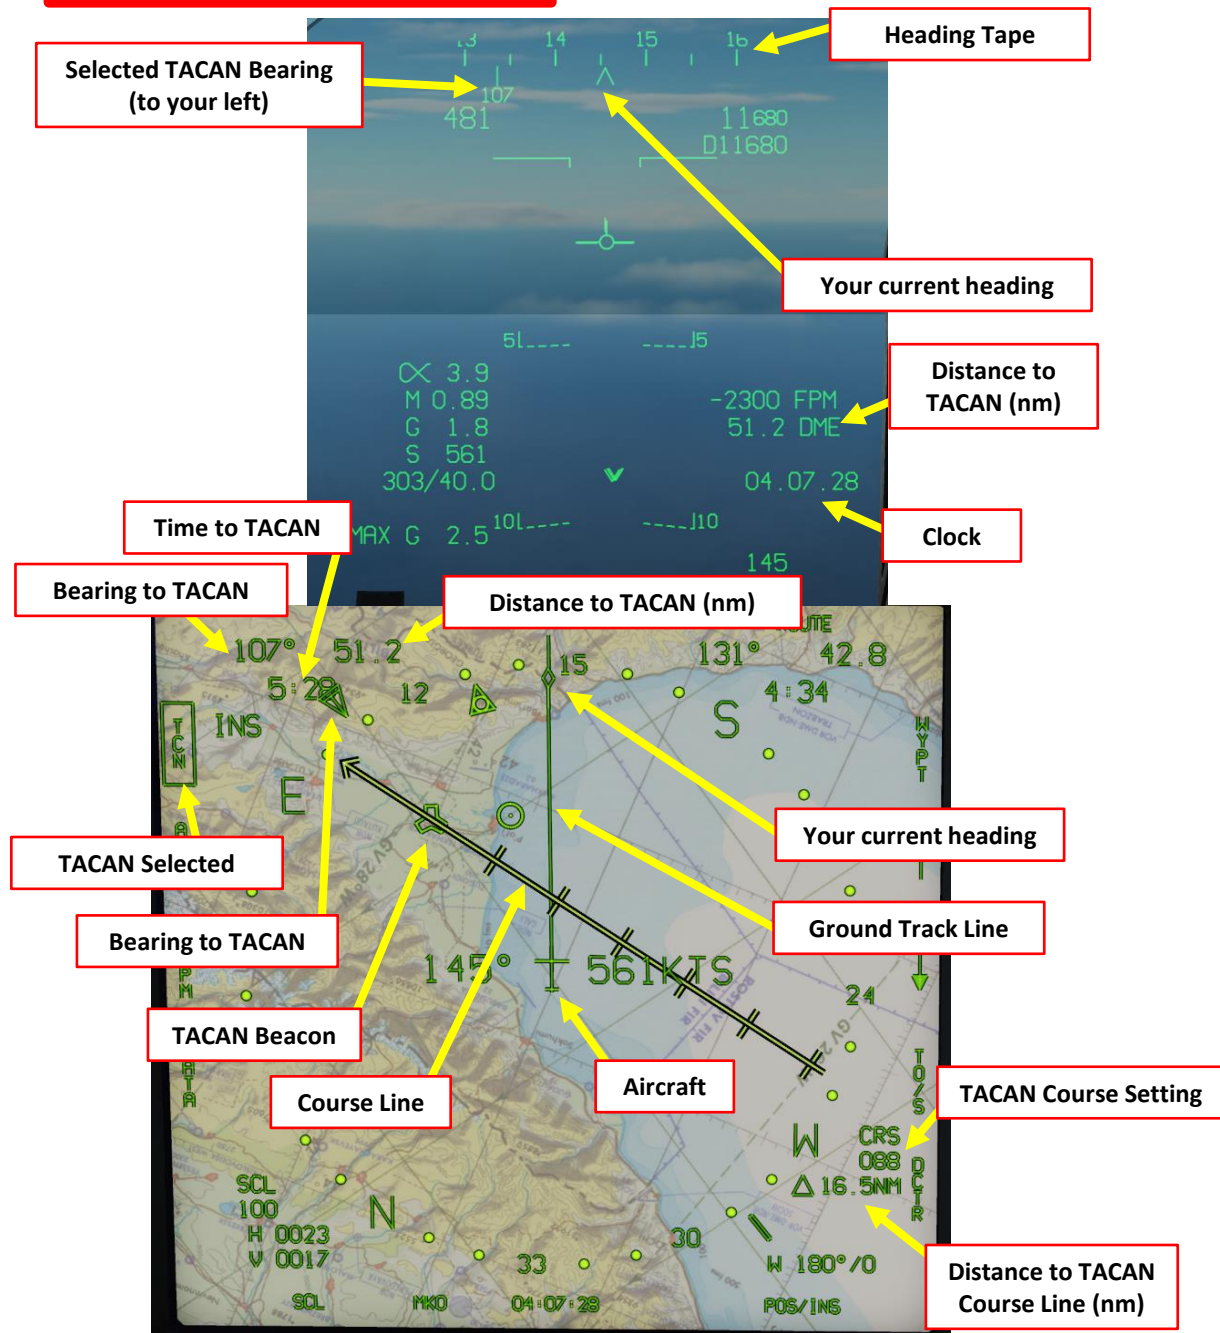 Heading Tape
Selected TACAN Bearing
(to your left)
13 14 15 16
107
481
11680
D11680
Your current heading
5 5
Distance to
TACAN (nm)
∝ 3.9
M 0.89
G 1.8
S 561
303/40.0
-2300 FPM
51.2 DME
04.07.28
Clock
Time to TACAN
MAX G 2.5
10 10
145
Bearing to TACAN
Distance to TACAN (nm)
107° 51.2
5:28
12
15
131° 42.8
4:34
INS
TCN
S
WYPT
E
TACAN Selected
Your current heading
GV28°W
Bearing to TACAN
Ground Track Line
145° 561KTS
PM
24
TACAN Beacon
Course Line
Aircraft
TO/S
TACAN Course Setting
W
CRS
088
16.5NM
DCTR
SCL
100
H 0023
V 0017
N
30
33
W 180°/0
Distance to TACAN
Course Line (nm)
SCL
MKO
04:07:28
POS/INS